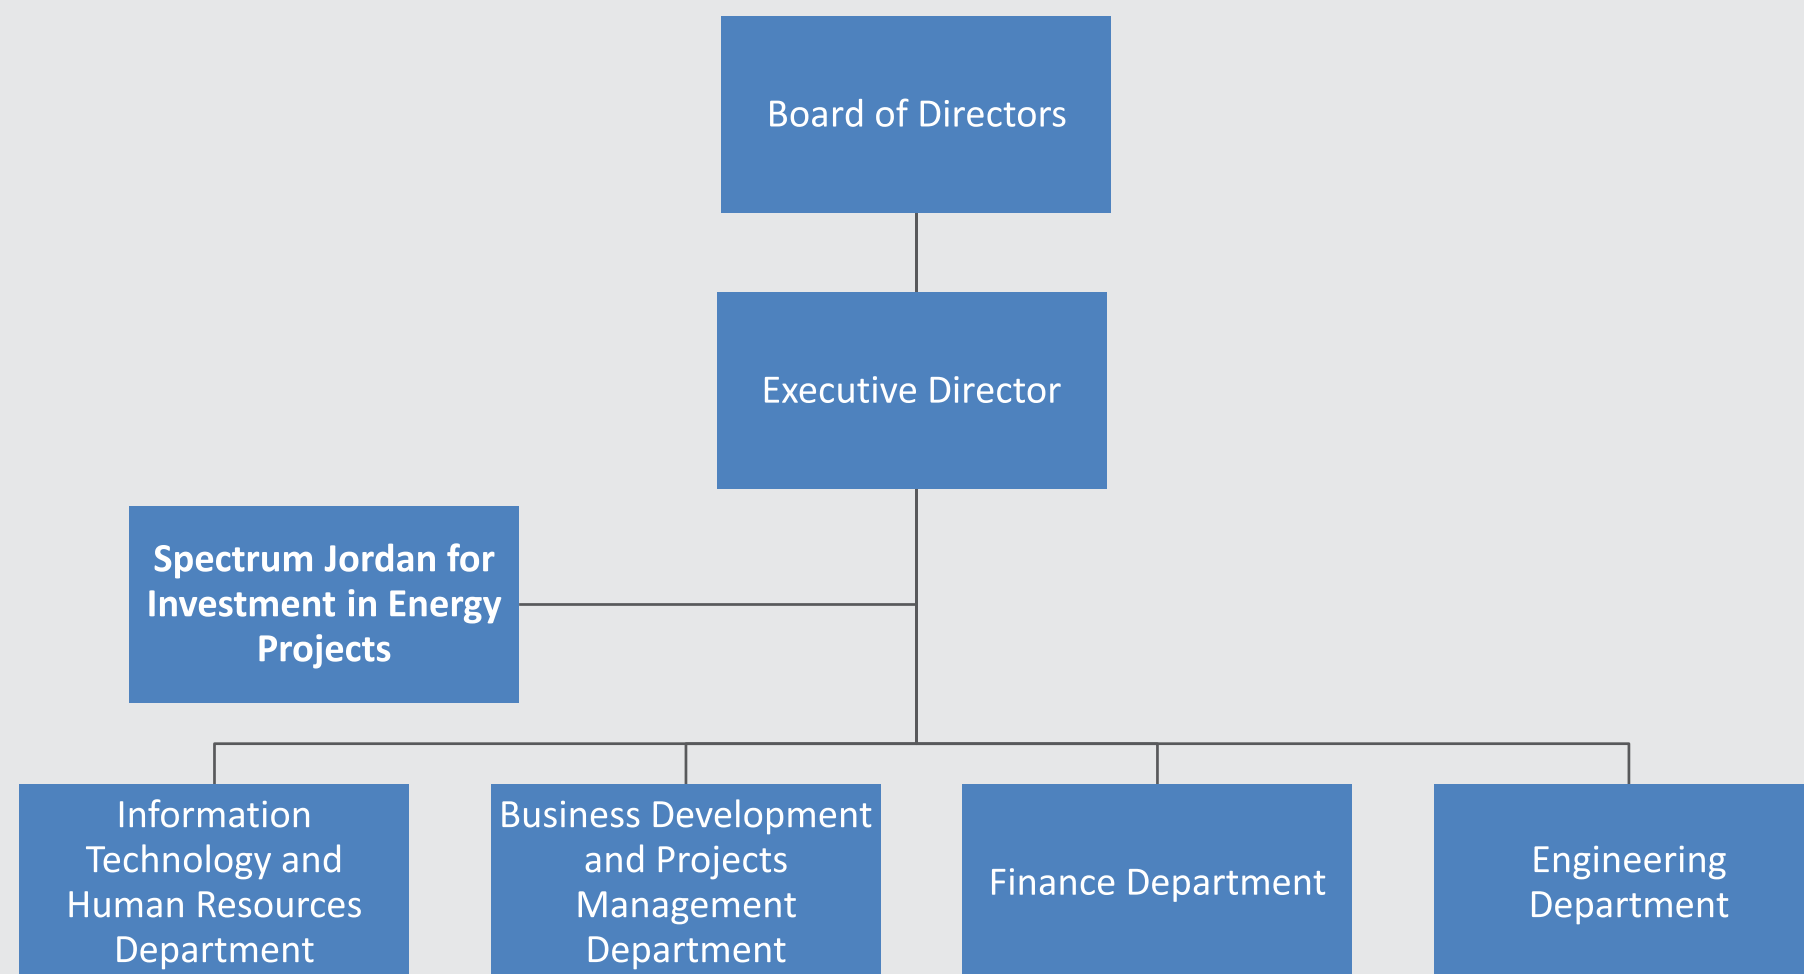 Board of Directors
Executive Director
Spectrum Jordan for
Investment in Energy
Projects
Information
Technology and
Human Resources
Department
Business Development
and Projects
Management
Department
Finance Department
Engineering
Department